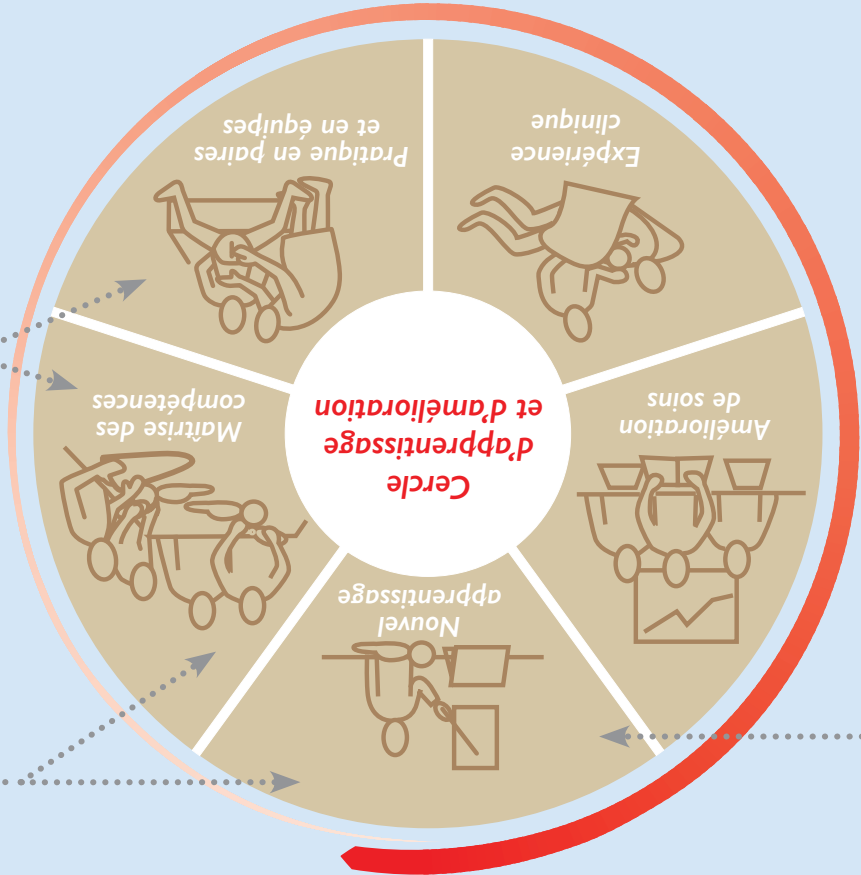 Cercle
d'apprentissage
et d'amélioration
Nouvel
apprentissage
Maîtrise des
compétences
Pratique en paires
et en équipes
Expérience
clinique
Amélioration
de soins